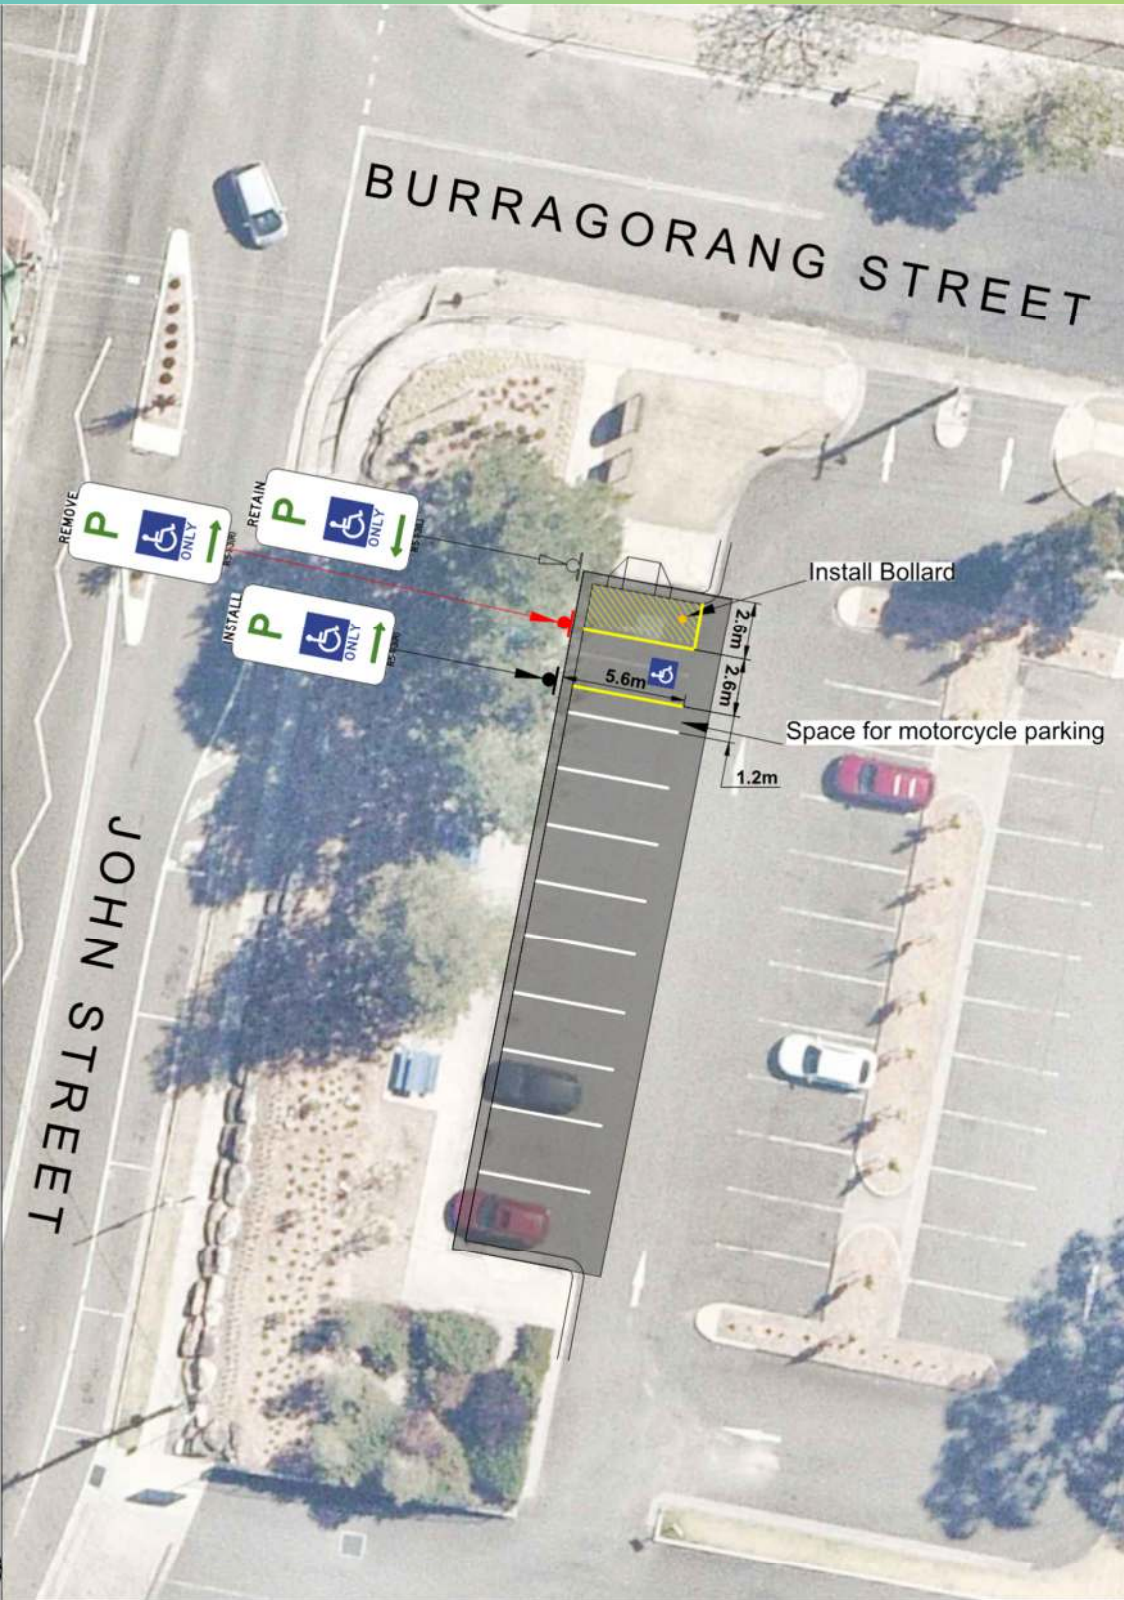 BURRAGORANG STREET
REMOVE
P
ONLY
RETAIN
P
ONLY
INSTALL
P
ONLY
Install Bollard
2.6m
5.6m
2.6m
Space for motorcycle parking
1.2m
JOHN STREET